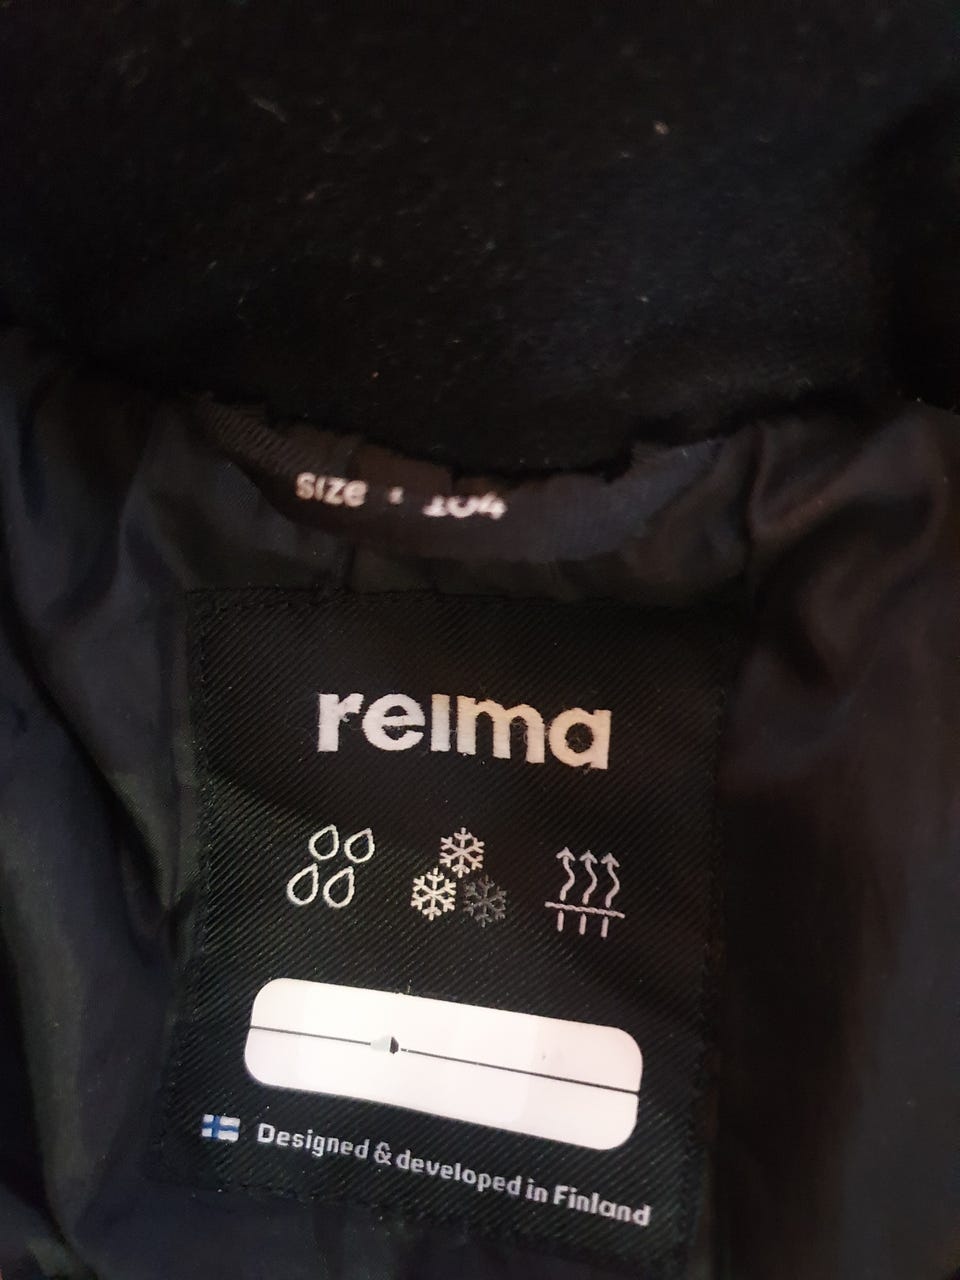 size · 104
reima
Designed & developed in Finland